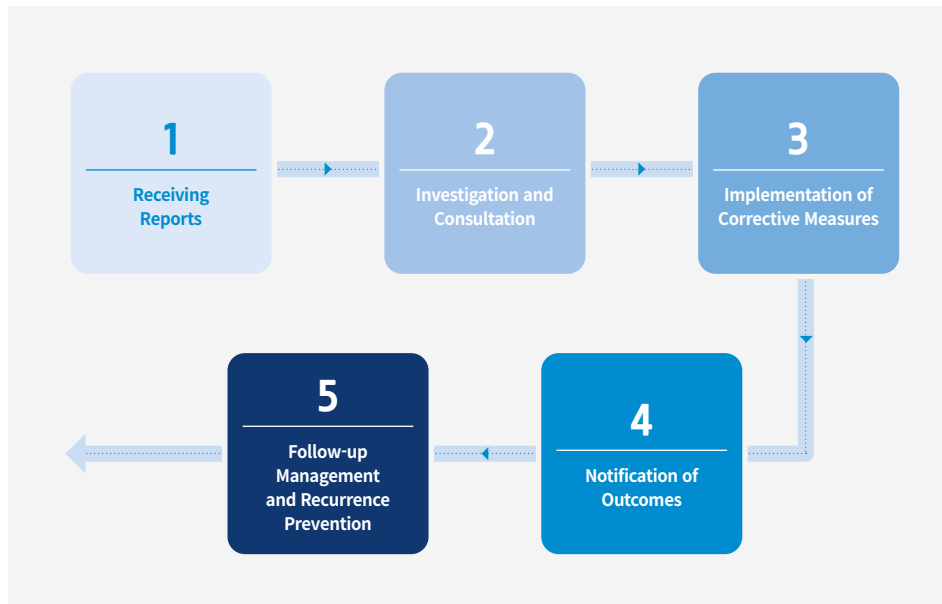 1
Receiving
Reports
2
Investigation and
Consultation
3
Implementation of
Corrective Measures
4
Notification of
Outcomes
5
Follow-up
Management
and Recurrence
Prevention